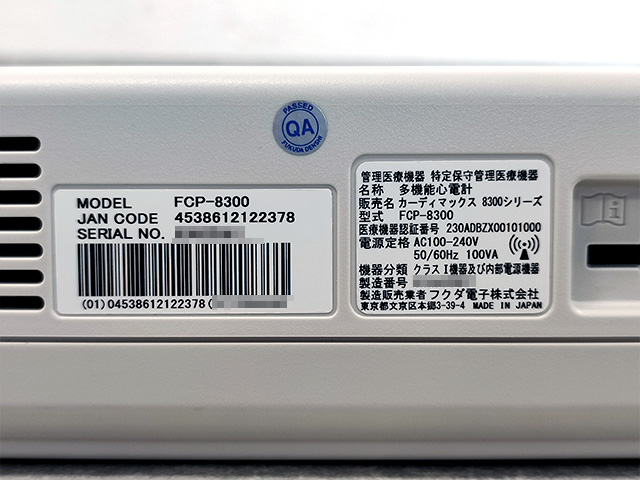 PASSED
QA
FUKUDA DENSHI
MODEL FCP-8300
JAN CODE 4538612122378
SERIAL NO.
(01)04538612122378(
管理医療機器 特定保守管理医療機器
名称 多機能心電計
販売名 カーディマックス 8300シリーズ
型式 FCP-8300
医療機器認証番号 230ADBZX00101000
電源定格 AC100-240V
50/60Hz 100VA
機器分類 クラスⅠ機器及び内部電源機器
製造番号
製造販売業者 フクダ電子株式会社
東京都文京区本郷3-39-4 MADE IN JAPAN